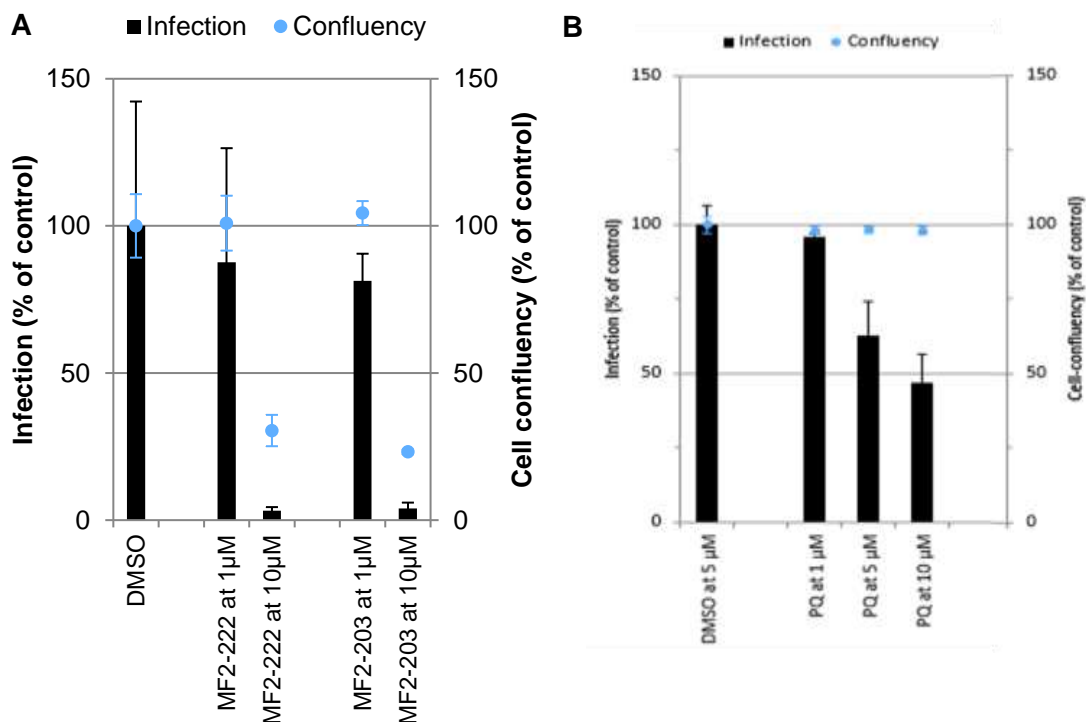 A
Infection
Confluency
150
100
50
0
Infection (% of control)
150
100
50
0
Cell confluency (% of control)
DMSO
MF2-222 at 1µM
MF2-222 at 10µM
MF2-203 at 1µM
MF2-203 at 10µM
B
Infection
Confluency
150
100
50
0
Infection (% of control)
150
100
50
0
Cell-confluency (% of control)
DMSO at 5 µM
PQ at 1 µM
PQ at 5 µM
PQ at 10 µM